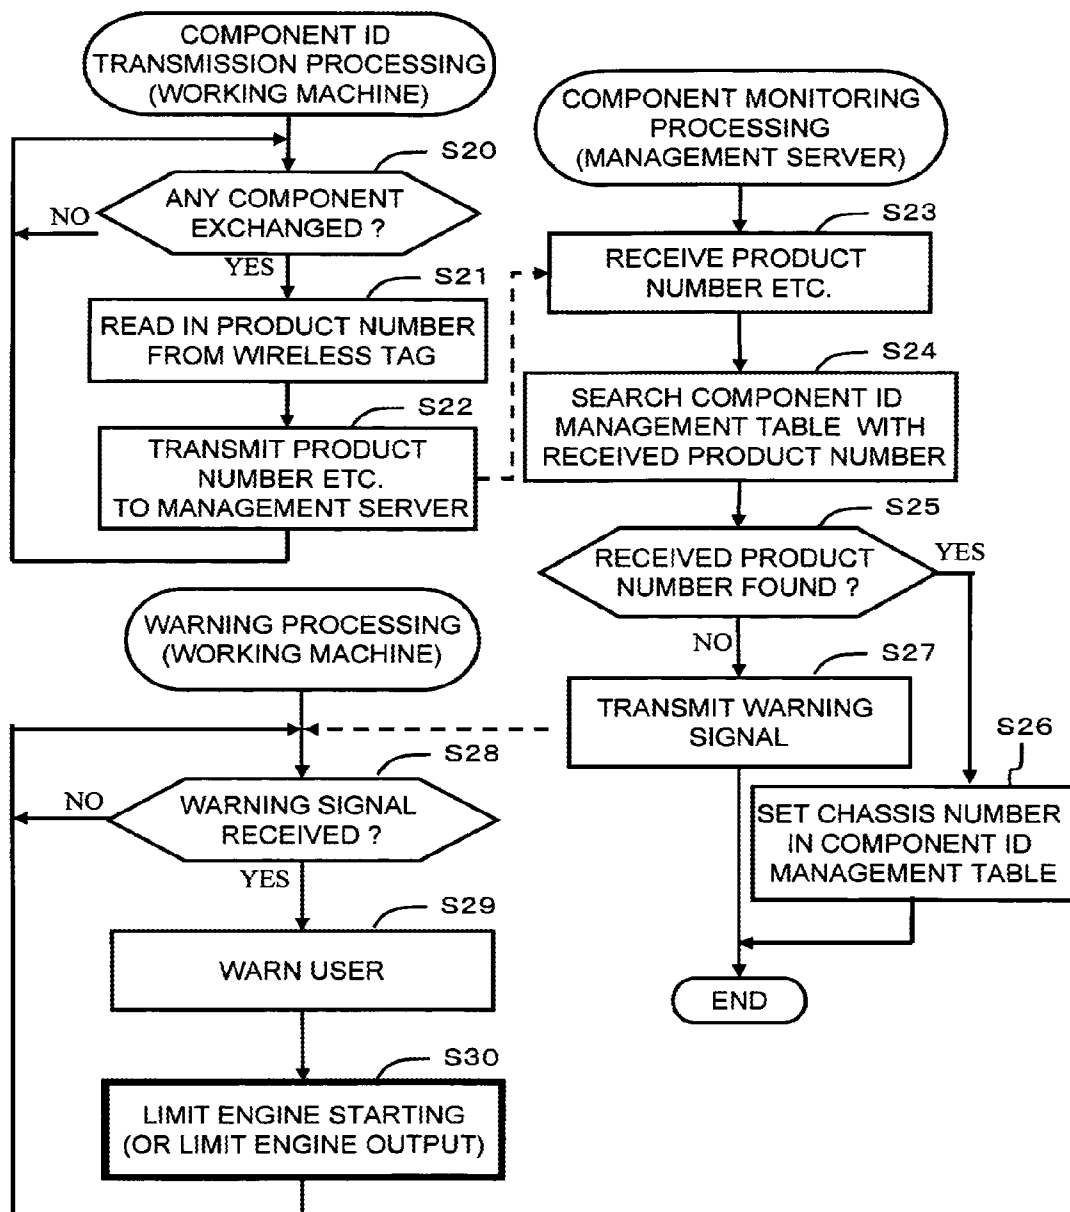 COMPONENT ID
TRANSMISSION PROCESSING
(WORKING MACHINE)
S20
ANY COMPONENT
EXCHANGED ?
NO
YES
S21
READ IN PRODUCT NUMBER
FROM WIRELESS TAG
S22
TRANSMIT PRODUCT
NUMBER ETC.
TO MANAGEMENT SERVER
COMPONENT MONITORING
PROCESSING
(MANAGEMENT SERVER)
S23
RECEIVE PRODUCT
NUMBER ETC.
S24
SEARCH COMPONENT ID
MANAGEMENT TABLE WITH
RECEIVED PRODUCT NUMBER
S25
RECEIVED PRODUCT
NUMBER FOUND ?
YES
NO
S27
TRANSMIT WARNING
SIGNAL
S26
SET CHASSIS NUMBER
IN COMPONENT ID
MANAGEMENT TABLE
END
WARNING PROCESSING
(WORKING MACHINE)
S28
WARNING SIGNAL
RECEIVED ?
NO
YES
S29
WARN USER
S30
LIMIT ENGINE STARTING
(OR LIMIT ENGINE OUTPUT)